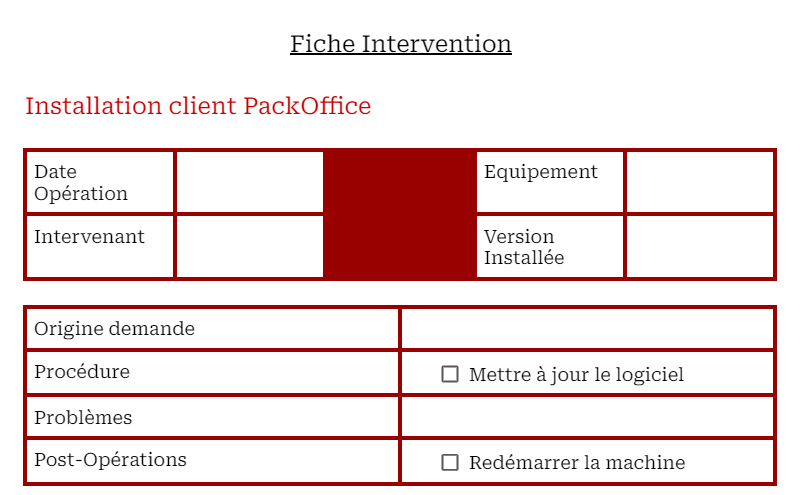 Fiche Intervention
Installation client PackOffice
Date
Opération
Equipement
Intervenant
Version
Installée
Origine demande
Procédure
Mettre à jour le logiciel
Problèmes
Post-Opérations
Redémarrer la machine